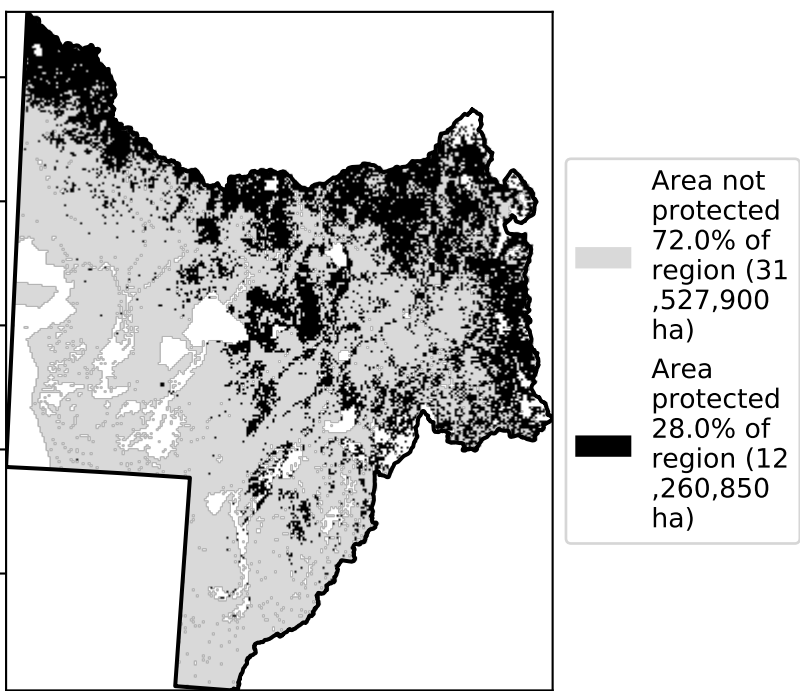 Area not
protected
72.0% of
region (31
,527,900
ha)
Area
protected
28.0% of
region (12
,260,850
ha)